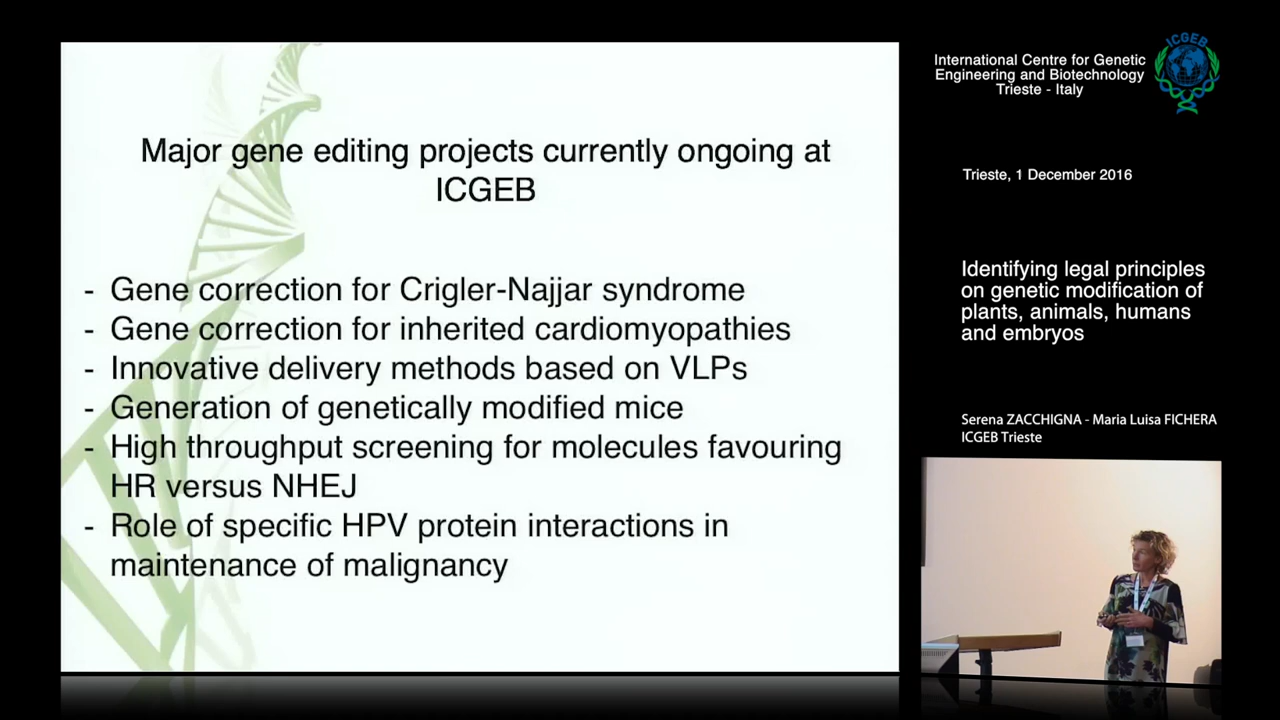 Major gene editing projects currently ongoing at
ICGEB
- Gene correction for Crigler-Najjar syndrome
- Gene correction for inherited cardiomyopathies
- Innovative delivery methods based on VLPs
- Generation of genetically modified mice
- High throughput screening for molecules favouring
HR versus NHEJ
- Role of specific HPV protein interactions in
maintenance of malignancy
International Centre for Genetic
Engineering and Biotechnology
Trieste - Italy
ICGEB
Trieste, 1 December 2016
Identifying legal principles
on genetic modification of
plants, animals, humans
and embryos
Serena ZACCHIGNA - Maria Luisa FICHERA
ICGEB Trieste